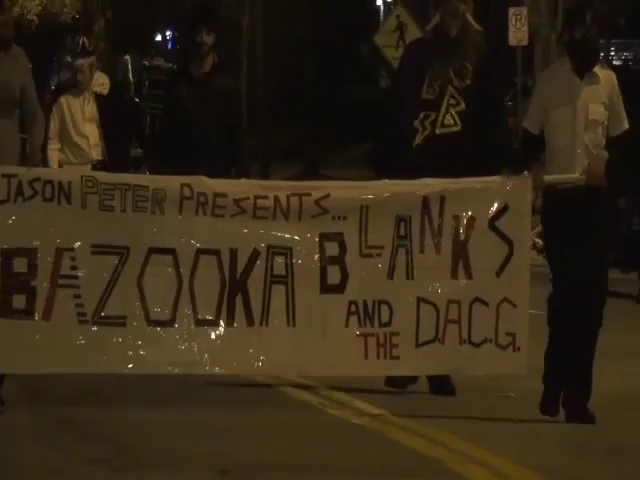 JASON PETER PRESENTS...
BAZOOKA BLANKS
AND THE D.A.C.G.